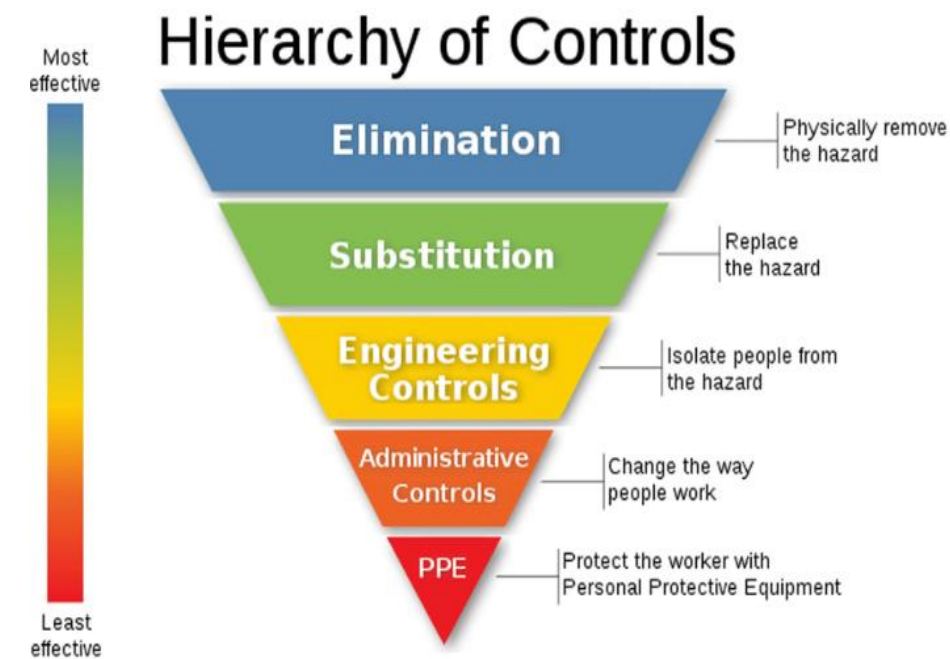 Hierarchy of Controls
Most
effective
Elimination
Physically remove
the hazard
Substitution
Replace
the hazard
Engineering
Controls
Isolate people from
the hazard
Administrative
Controls
Change the way
people work
PPE
Protect the worker with
Personal Protective Equipment
Least
effective